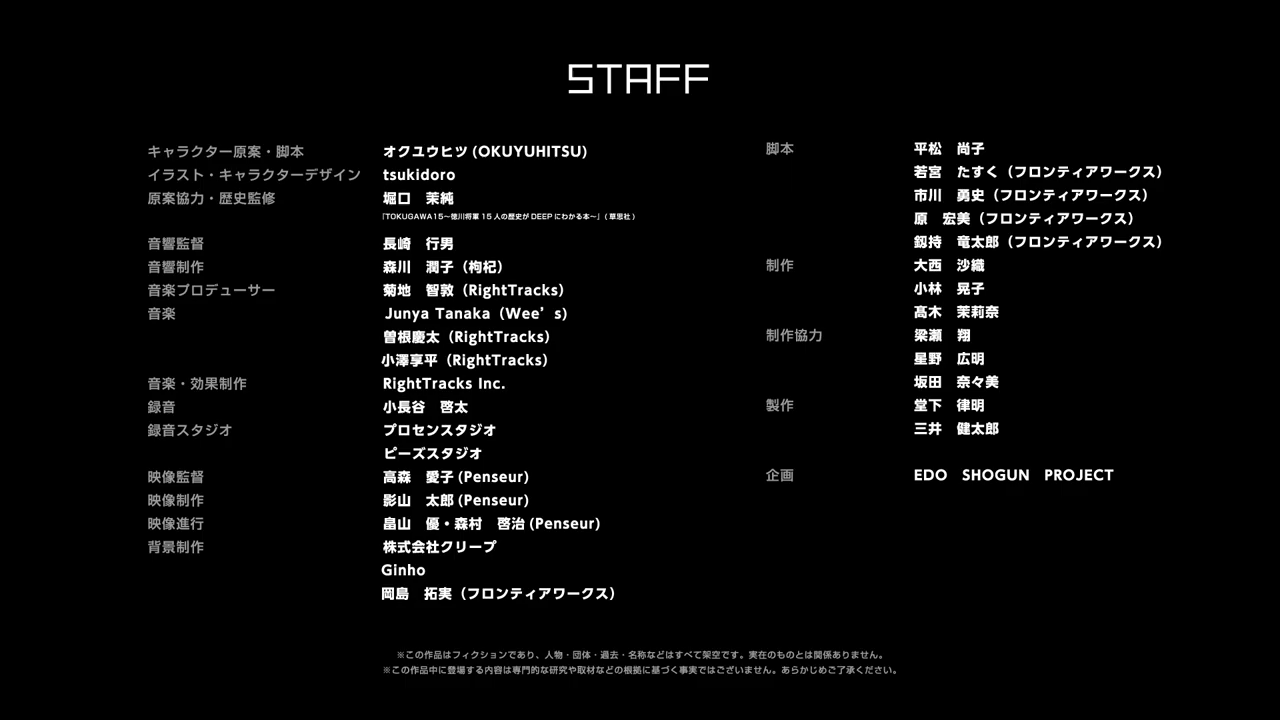 STAFF
キャラクター原案・脚本 オクユウヒツ (OKUYUHITSU)
イラスト・キャラクターデザイン tsukidoro
原案協力・歴史監修 堀口 茉純
「TOKUGAWA15〜徳川将軍15人の歴史がDEEPにわかる本〜」(草思社)
音響監督 長崎 行男
音響制作 森川 潤子（枸杞）
音楽プロデューサー 菊地 智敦（RightTracks）
音楽 Junya Tanaka（Wee’s）
曽根慶太（RightTracks）
小澤享平（RightTracks）
音楽・効果制作 RightTracks Inc.
録音 小長谷 啓太
録音スタジオ プロセンスタジオ
ピーズスタジオ
映像監督 高森 愛子 (Penseur)
映像制作 影山 太郎 (Penseur)
映像進行 畠山 優・森村 啓治 (Penseur)
背景制作 株式会社クリープ
Ginho
岡島 拓実（フロンティアワークス）
脚本 平松 尚子
若宮 たすく（フロンティアワークス）
市川 勇史（フロンティアワークス）
原 宏美（フロンティアワークス）
釼持 竜太郎（フロンティアワークス）
制作 大西 沙織
小林 晃子
髙木 茉莉奈
制作協力 梁瀬 翔
星野 広明
坂田 奈々美
製作 堂下 律明
三井 健太郎
企画 EDO SHOGUN PROJECT
※この作品はフィクションであり、人物・団体・過去・名称などはすべて架空です。実在のものとは関係ありません。
※この作品中に登場する内容は専門的な研究や取材などの根拠に基づく事実ではございません。あらかじめご了承ください。